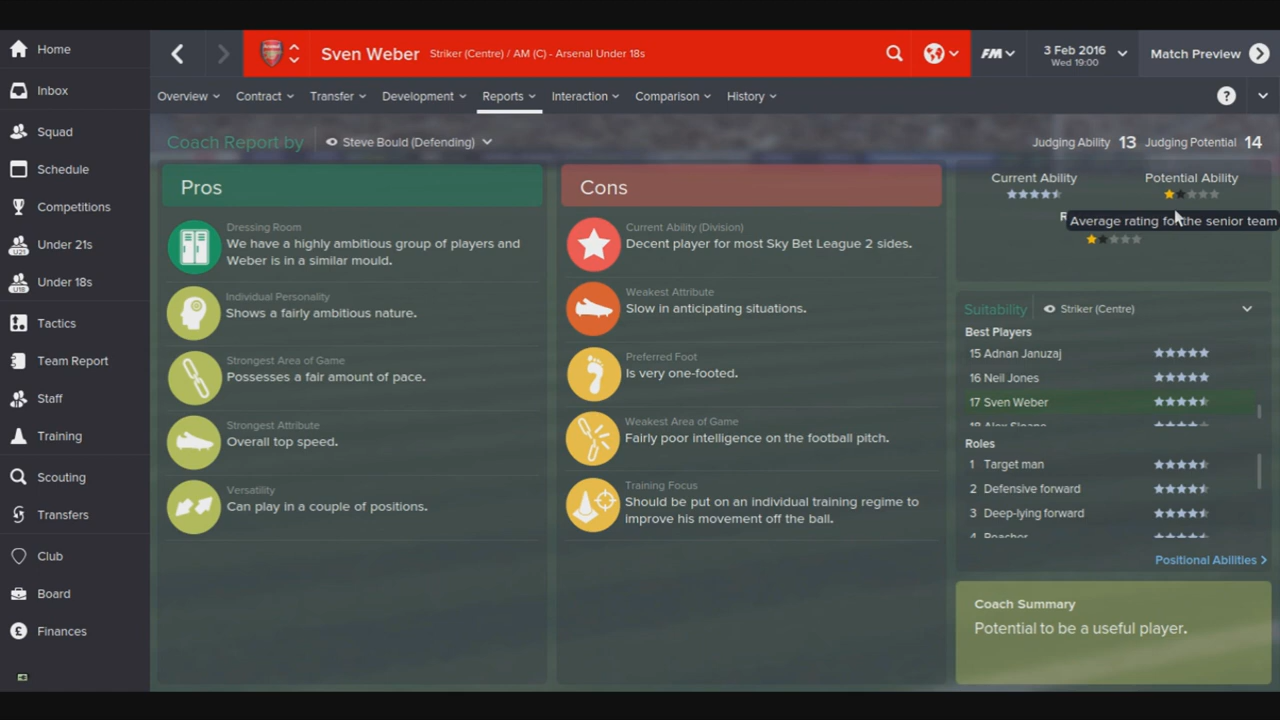 Home
Inbox
Squad
Schedule
Competitions
Under 21s
Under 18s
Tactics
Team Report
Staff
Training
Scouting
Transfers
Club
Board
Finances
Arsenal
Sven Weber Striker (Centre) / AM (C) - Arsenal Under 18s
FM
3 Feb 2016
Wed 19:00
Match Preview
Overview Contract Transfer Development Reports Interaction Comparison History
?
Coach Report by Steve Bould (Defending)
Judging Ability 13 Judging Potential 14
Pros
Dressing Room
We have a highly ambitious group of players and
Weber is in a similar mould.
Individual Personality
Shows a fairly ambitious nature.
Strongest Area of Game
Possesses a fair amount of pace.
Strongest Attribute
Overall top speed.
Versatility
Can play in a couple of positions.
Cons
Current Ability (Division)
Decent player for most Sky Bet League 2 sides.
Weakest Attribute
Slow in anticipating situations.
Preferred Foot
Is very one-footed.
Weakest Area of Game
Fairly poor intelligence on the football pitch.
Training Focus
Should be put on an individual training regime to
improve his movement off the ball.
Current Ability Potential Ability
Average rating for the senior team
Suitability Striker (Centre)
Best Players
15 Adnan Januzaj
16 Neil Jones
17 Sven Weber
Roles
1 Target man
2 Defensive forward
3 Deep-lying forward
Positional Abilities
Coach Summary
Potential to be a useful player.